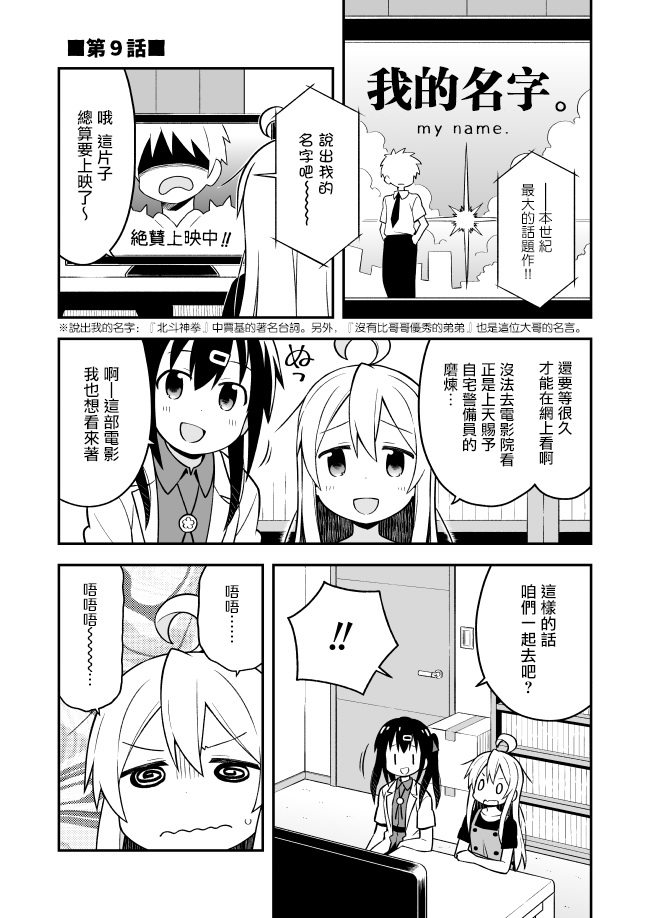 ■第9話■
我的名字。
my name.
——本世紀
最大的話題作!!
說出我的
名字吧～～～～
哦 這片子
總算要上映了～
絕贊上映中!!
※說出我的名字：『北斗神拳』中賈基的著名台詞。另外，『沒有比哥哥優秀的弟弟』也是這位大哥的名言。
還要等很久
才能在網上看啊
沒法去電影院看
正是上天賜予
自宅警備員的
磨煉…
ぬっ
啊—這部電影
我也想看來著
這樣的話
咱們一起去吧？
!!
唔唔……
唔唔唔～～～～……